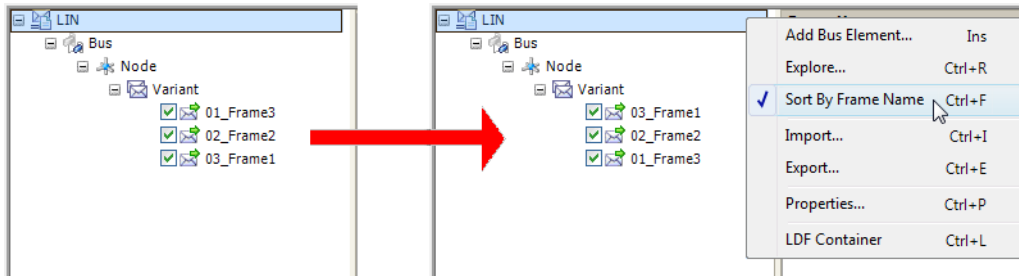 LIN
Bus
Node
Variant
01_Frame3
02_Frame2
03_Frame1
LIN
Bus
Node
Variant
03_Frame1
02_Frame2
01_Frame3
Add Bus Element... Ins
Explore... Ctrl+R
Sort By Frame Name Ctrl+F
Import... Ctrl+I
Export... Ctrl+E
Properties... Ctrl+P
LDF Container Ctrl+L